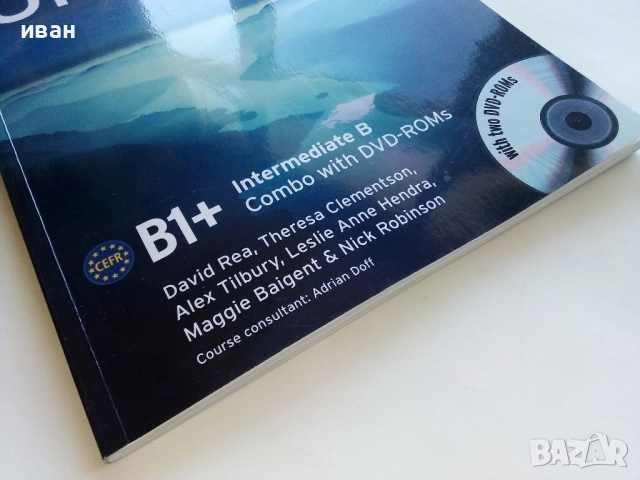 иван
B1+
Intermediate B
Combo with DVD-ROMs
with two DVD-ROMs
CEFR
David Rea, Theresa Clementson,
Alex Tilbury, Leslie Anne Hendra,
Maggie Baigent & Nick Robinson
Course consultant: Adrian Doff
BAZAR